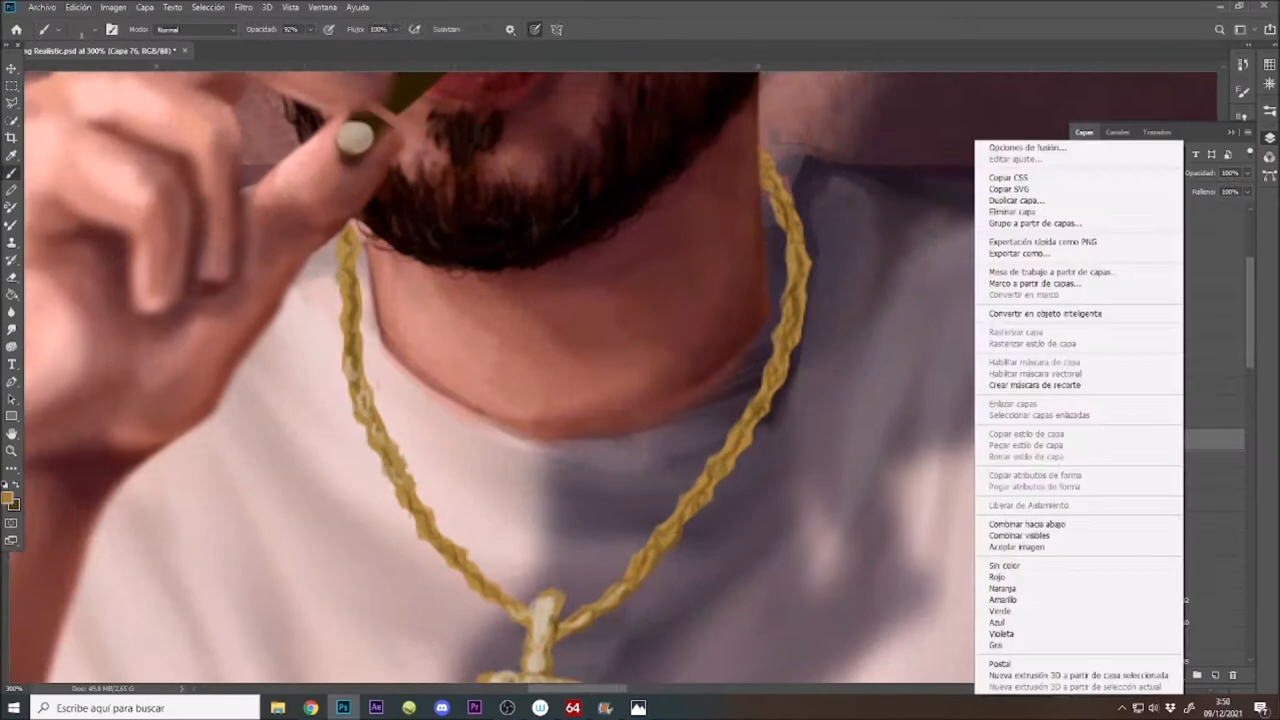 Archivo Edición Imagen Capa Texto Selección Filtro 3D Vista Ventana Ayuda
Modo: Normal Opacidad: 92% Flujo: 100% Suavizar:
ng Realistic.psd al 300% (Capa 76, RGB/8#) *
Capas Canales Trazados
Opciones de fusión...
Editar ajuste...
Opacidad: 100%
Copiar CSS
Copiar SVG
Relleno: 100%
Duplicar capa...
Eliminar capa
Grupo a partir de capas...
Exportación rápida como PNG
Exportar como...
Mesa de trabajo a partir de capas...
Marco a partir de capas...
Convertir en marco
Convertir en objeto inteligente
Rasterizar capa
Rasterizar estilo de capa
Habilitar máscara de capa
Habilitar máscara vectorial
Crear máscara de recorte
Enlazar capas
Seleccionar capas enlazadas
Copiar estilo de capa
Pegar estilo de capa
Borrar estilo de capa
Copiar atributos de forma
Pegar atributos de forma
Liberar de Aislamiento
Combinar hacia abajo
Combinar visibles
Acoplar imagen
Sin color
Rojo
Naranja
Amarillo
Verde
Azul
Violeta
Gris
Postal
Nueva extrusión 3D a partir de capa seleccionada
Nueva extrusión 3D a partir de selección actual
300% Doc: 49,8 MB/2,65 G
Escribe aquí para buscar
64
3:50
09/12/2021